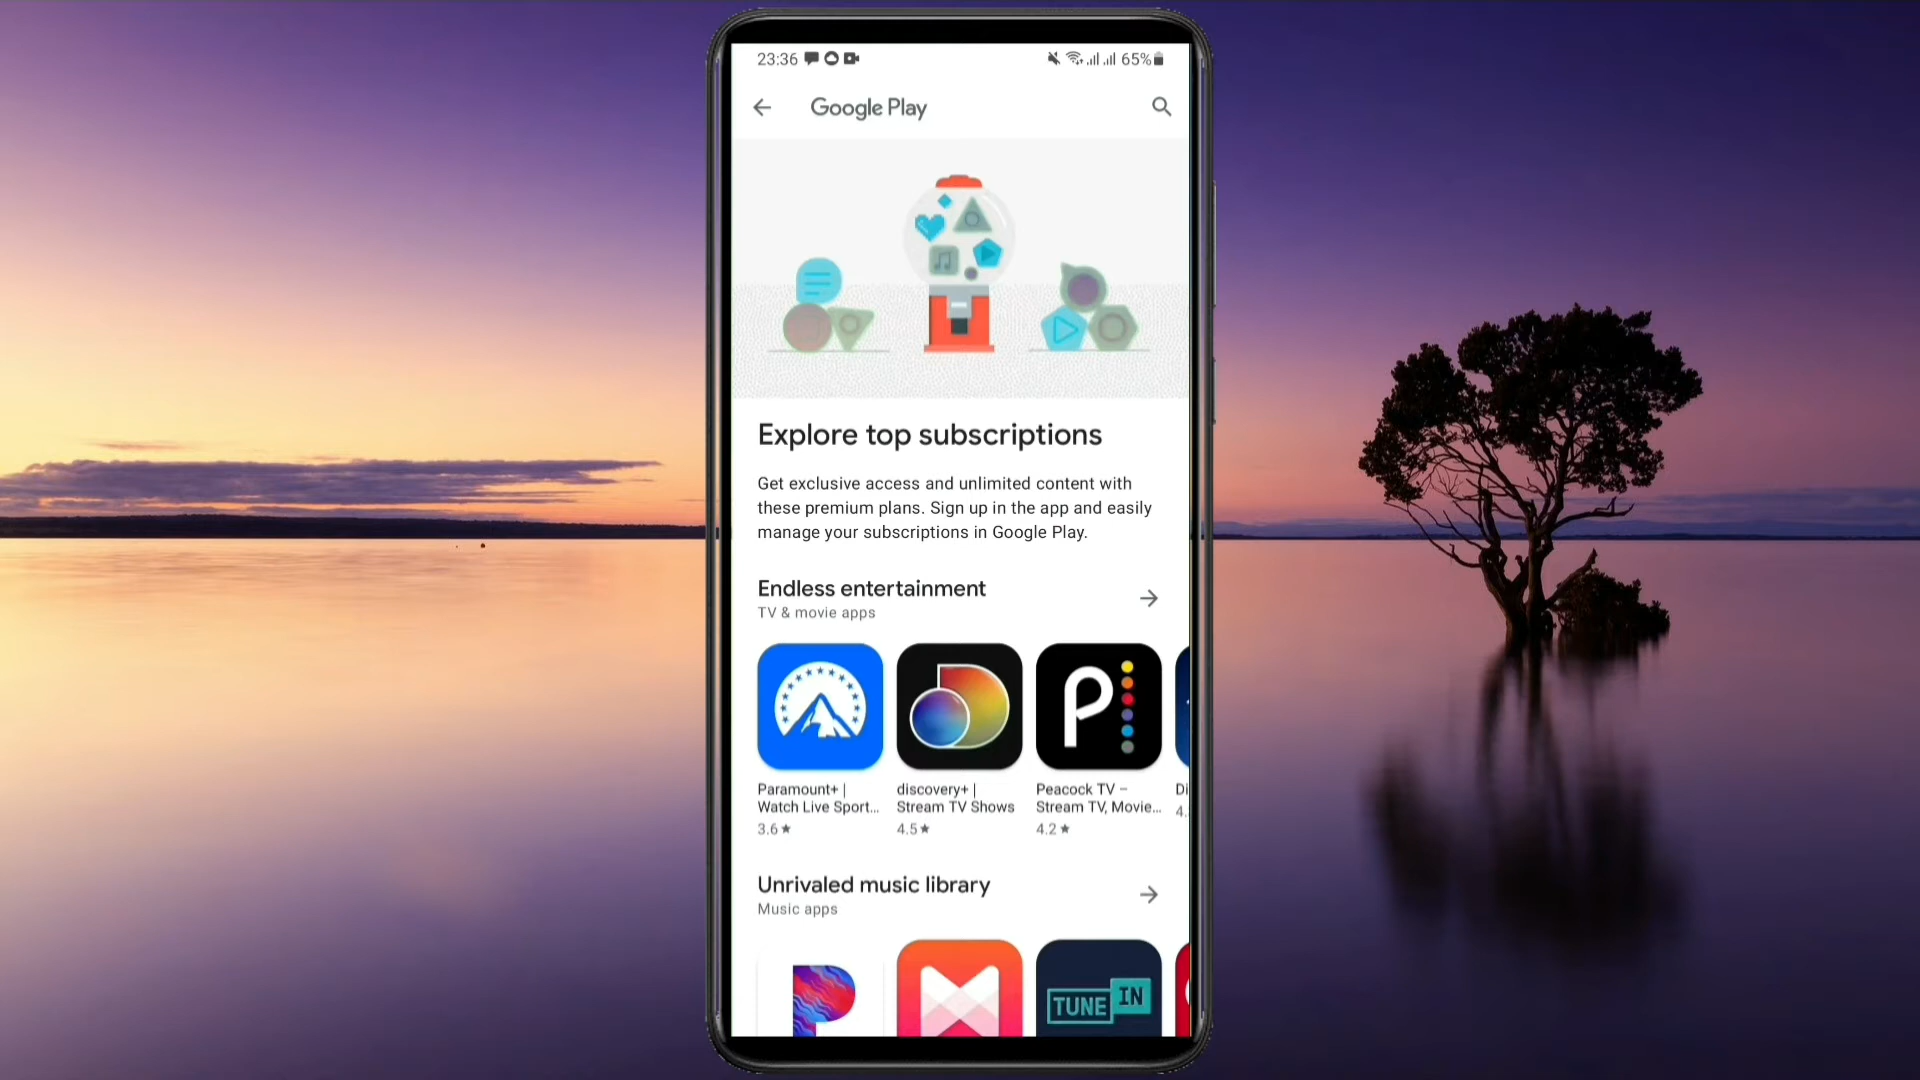 23:36
65%
Google Play
Explore top subscriptions
Get exclusive access and unlimited content with
these premium plans. Sign up in the app and easily
manage your subscriptions in Google Play.
Endless entertainment
TV & movie apps
Paramount+ |
Watch Live Sport...
3.6★
discovery+ |
Stream TV Shows
4.5★
Peacock TV –
Stream TV, Movie...
4.2★
Di
4.
Unrivaled music library
Music apps
TUNE IN